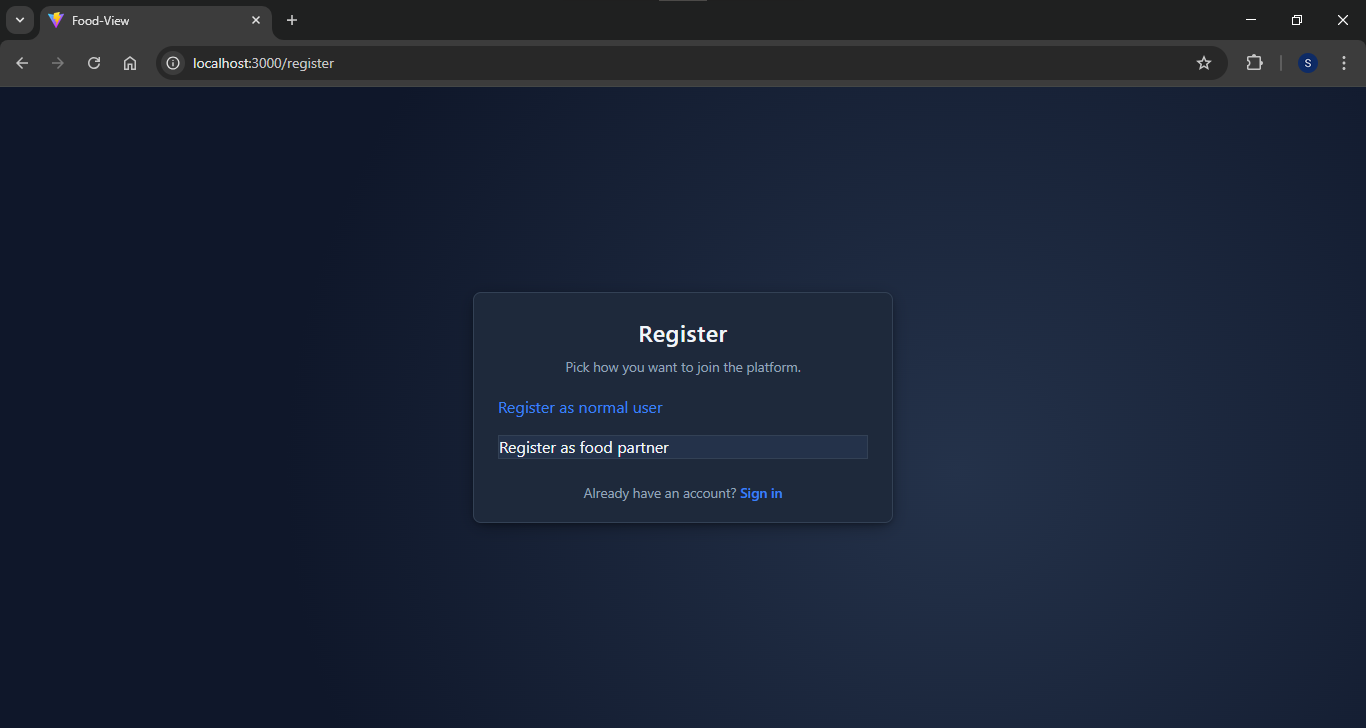 Food-View
localhost:3000/register
S
Register
Pick how you want to join the platform.
Register as normal user
Register as food partner
Already have an account? Sign in